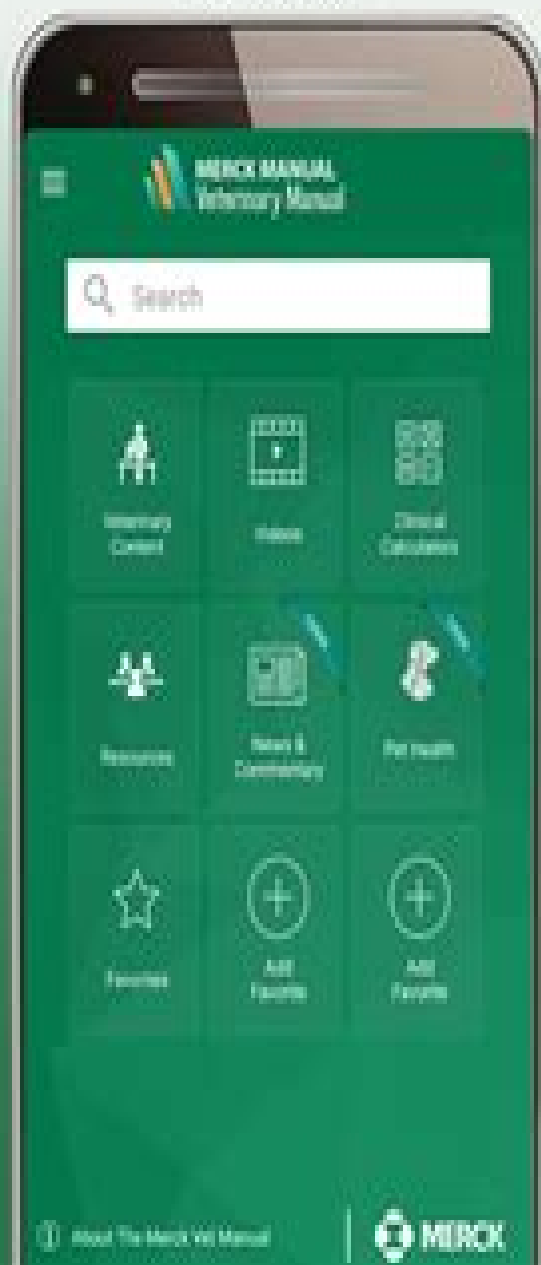 MERCK MANUAL
Veterinary Manual
Search
Veterinary
Content
Videos
Clinical
Calculators
Resources
News &
Commentary
Pet Health
Favorites
Add
Favorite
Add
Favorite
About The Merck Vet Manual
MERCK